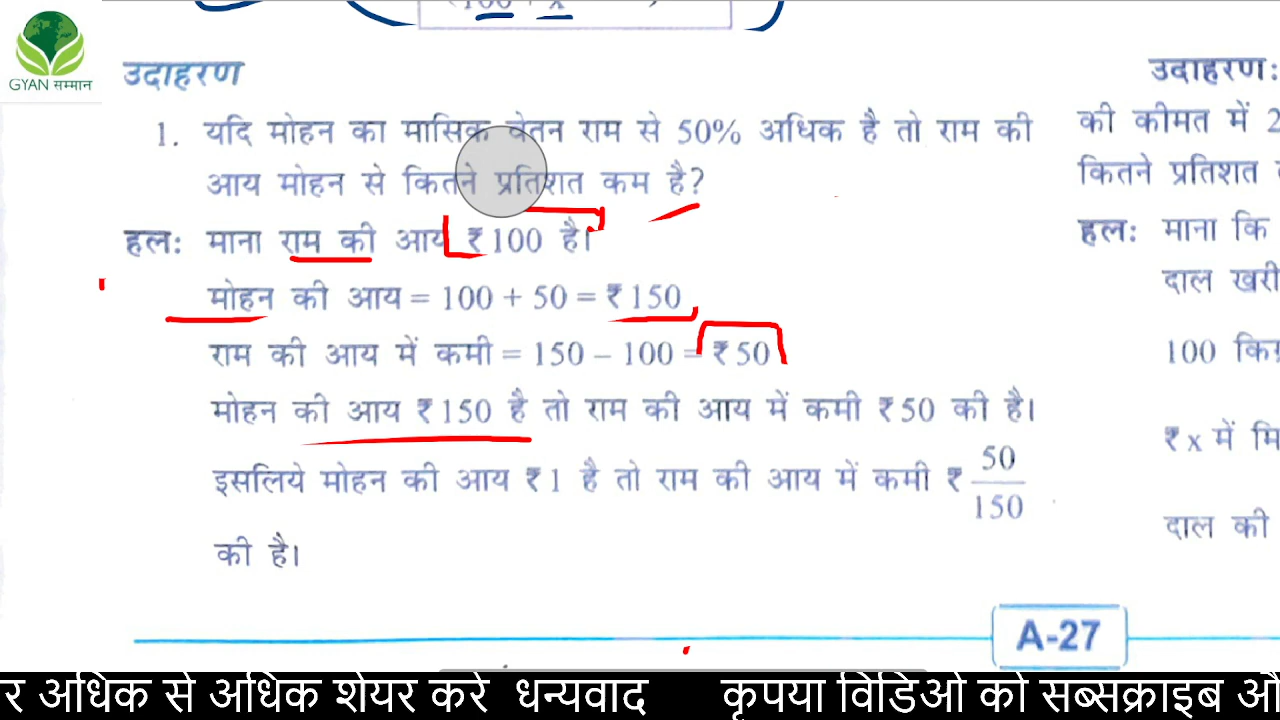 100 + x
GYAN सम्मान
उदाहरण
1. यदि मोहन का मासिक वेतन राम से 50% अधिक है तो राम की
आय मोहन से कितने प्रतिशत कम है?
हल: माना राम की आय ₹100 है।
मोहन की आय = 100 + 50 = ₹150
राम की आय में कमी = 150 – 100 = ₹50
मोहन की आय ₹150 है तो राम की आय में कमी ₹50 की है।
इसलिये मोहन की आय ₹1 है तो राम की आय में कमी ₹ 50/150
की है।
उदाहरण:
की कीमत में 2
कितने प्रतिशत
हल: माना कि
दाल खरी
100 किग्र
₹x में मि
दाल की
A-27
र अधिक से अधिक शेयर करें धन्यवाद कृपया विडिओ को सब्सक्राइब औ